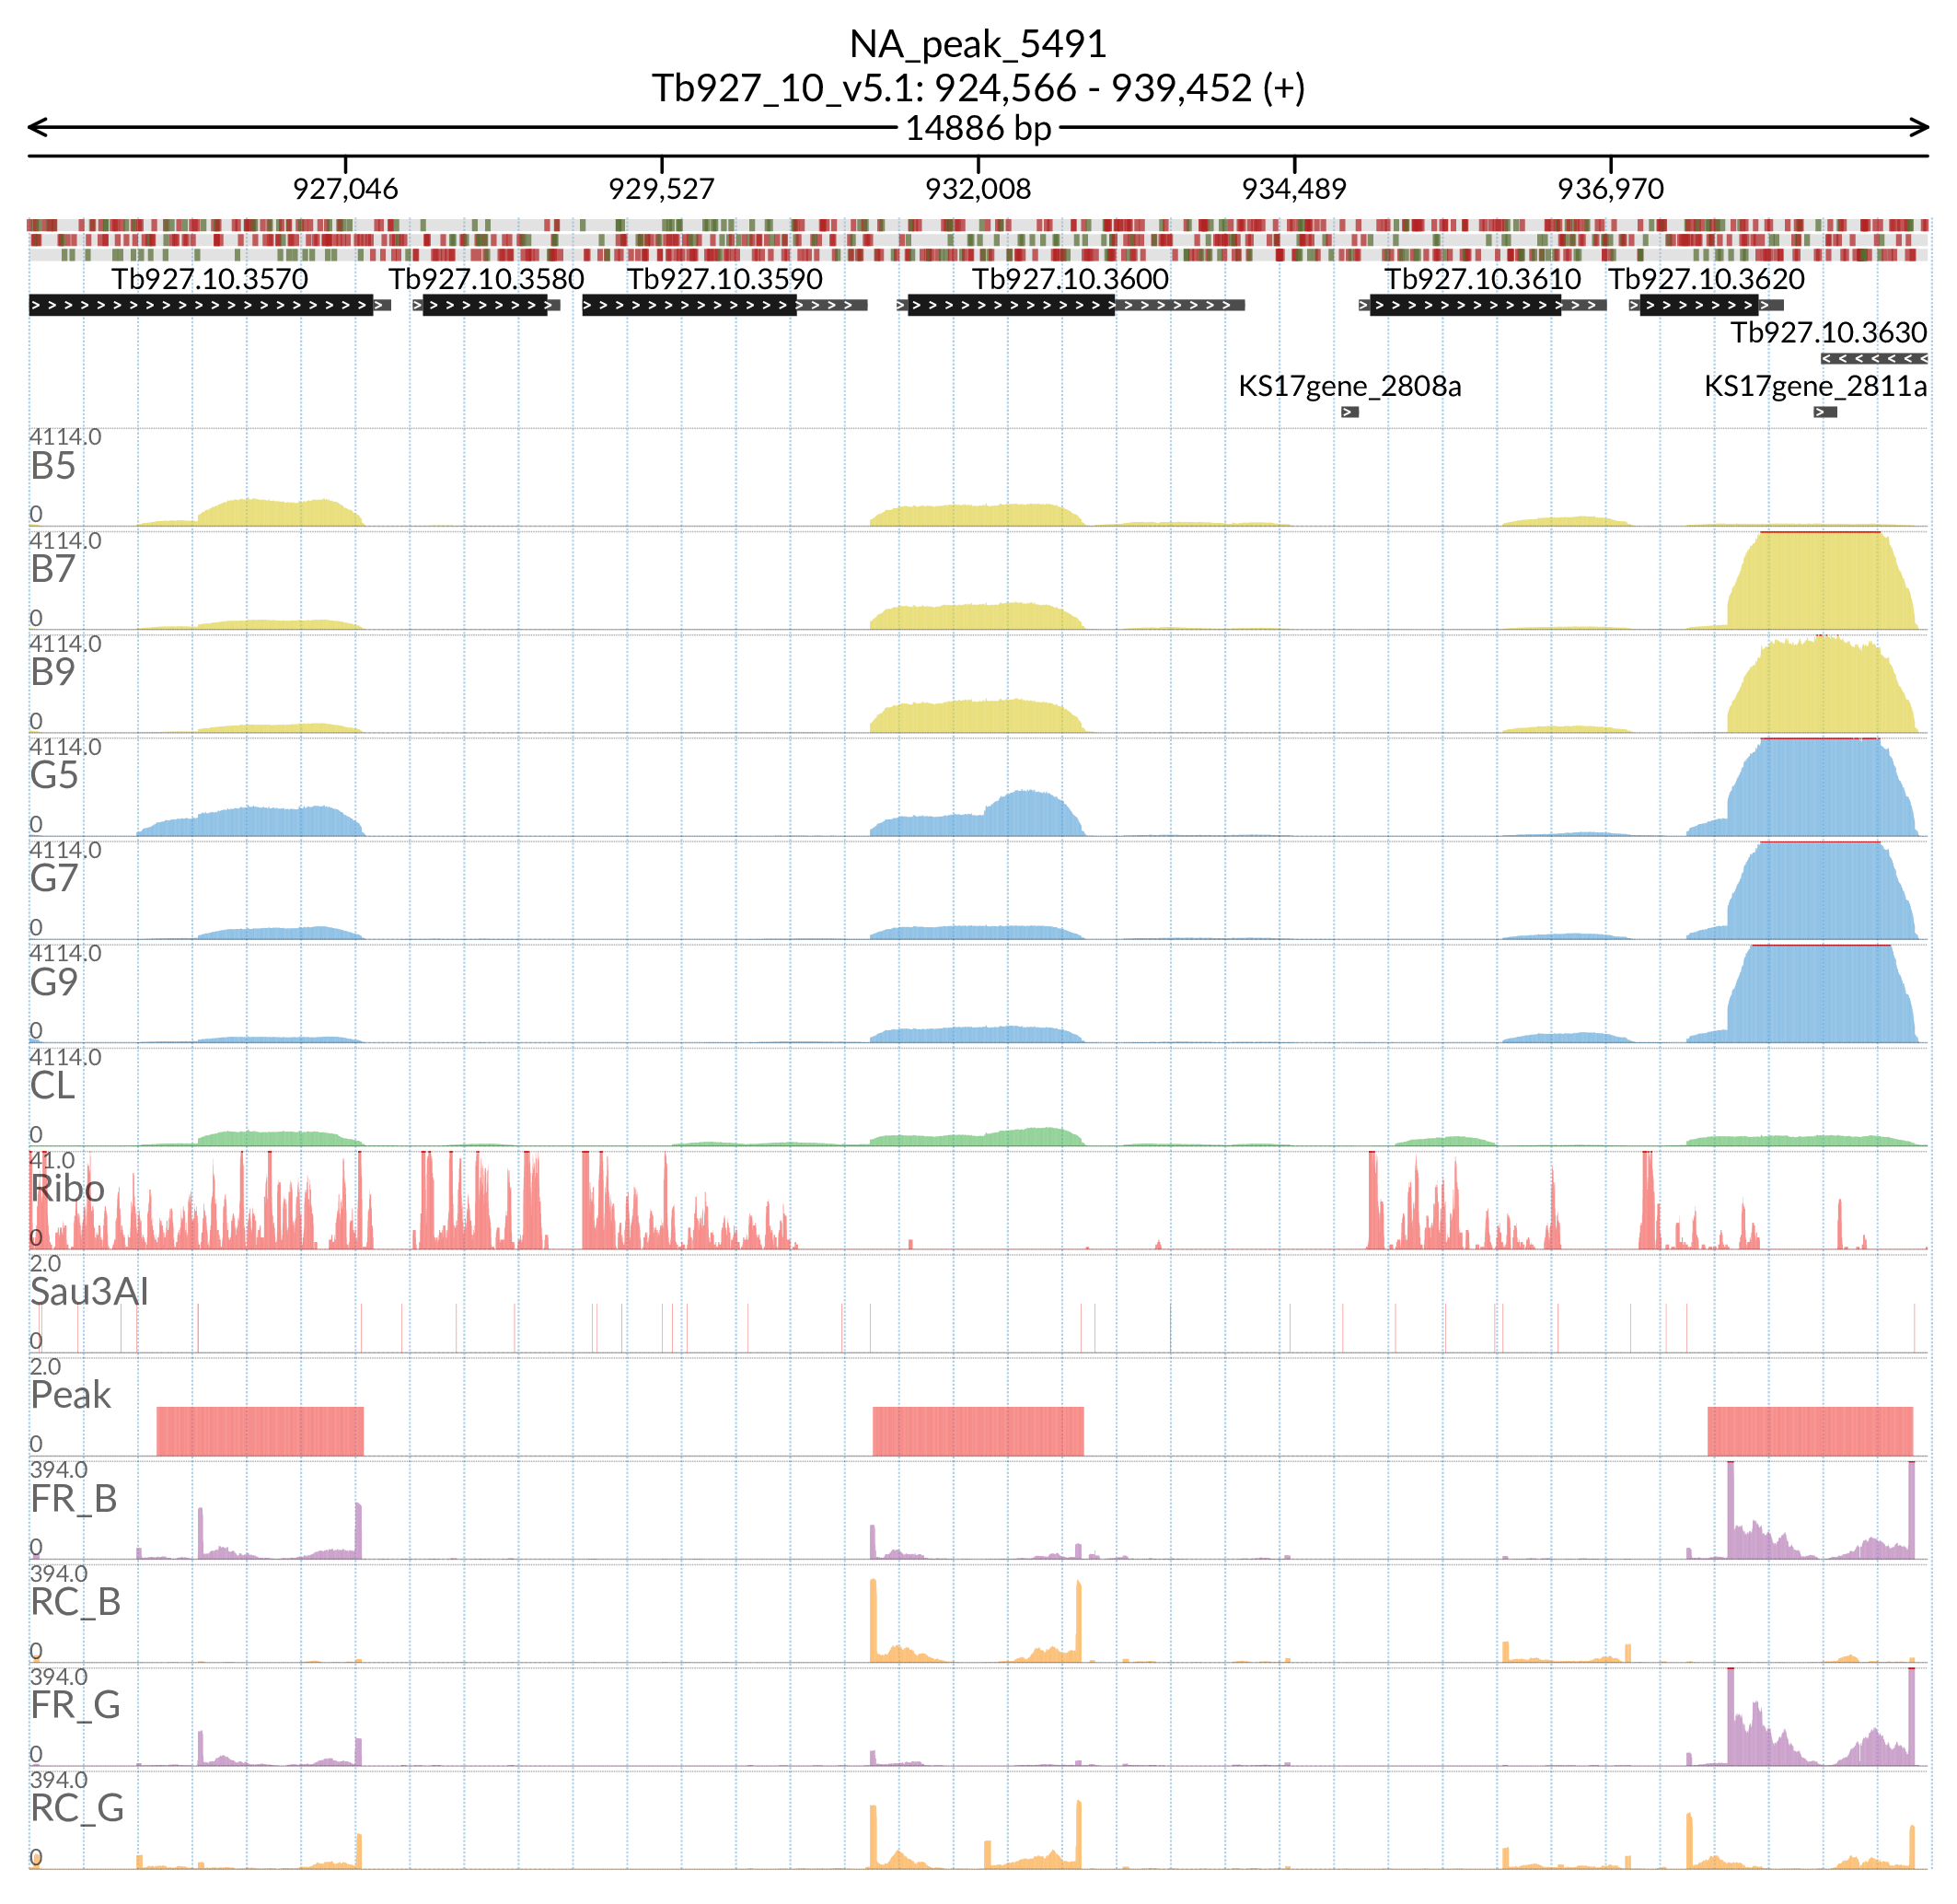 NA_peak_5491
Tb927_10_v5.1: 924,566 - 939,452 (+)
14886 bp
927,046 929,527 932,008 934,489 936,970
Tb927.10.3570 Tb927.10.3580 Tb927.10.3590 Tb927.10.3600 Tb927.10.3610 Tb927.10.3620
Tb927.10.3630
KS17gene_2808a KS17gene_2811a
4114.0
B5
0
4114.0
B7
0
4114.0
B9
0
4114.0
G5
0
4114.0
G7
0
4114.0
G9
0
4114.0
CL
0
41.0
Ribo
0
2.0
Sau3AI
0
2.0
Peak
0
394.0
FR_B
0
394.0
RC_B
0
394.0
FR_G
0
394.0
RC_G
0